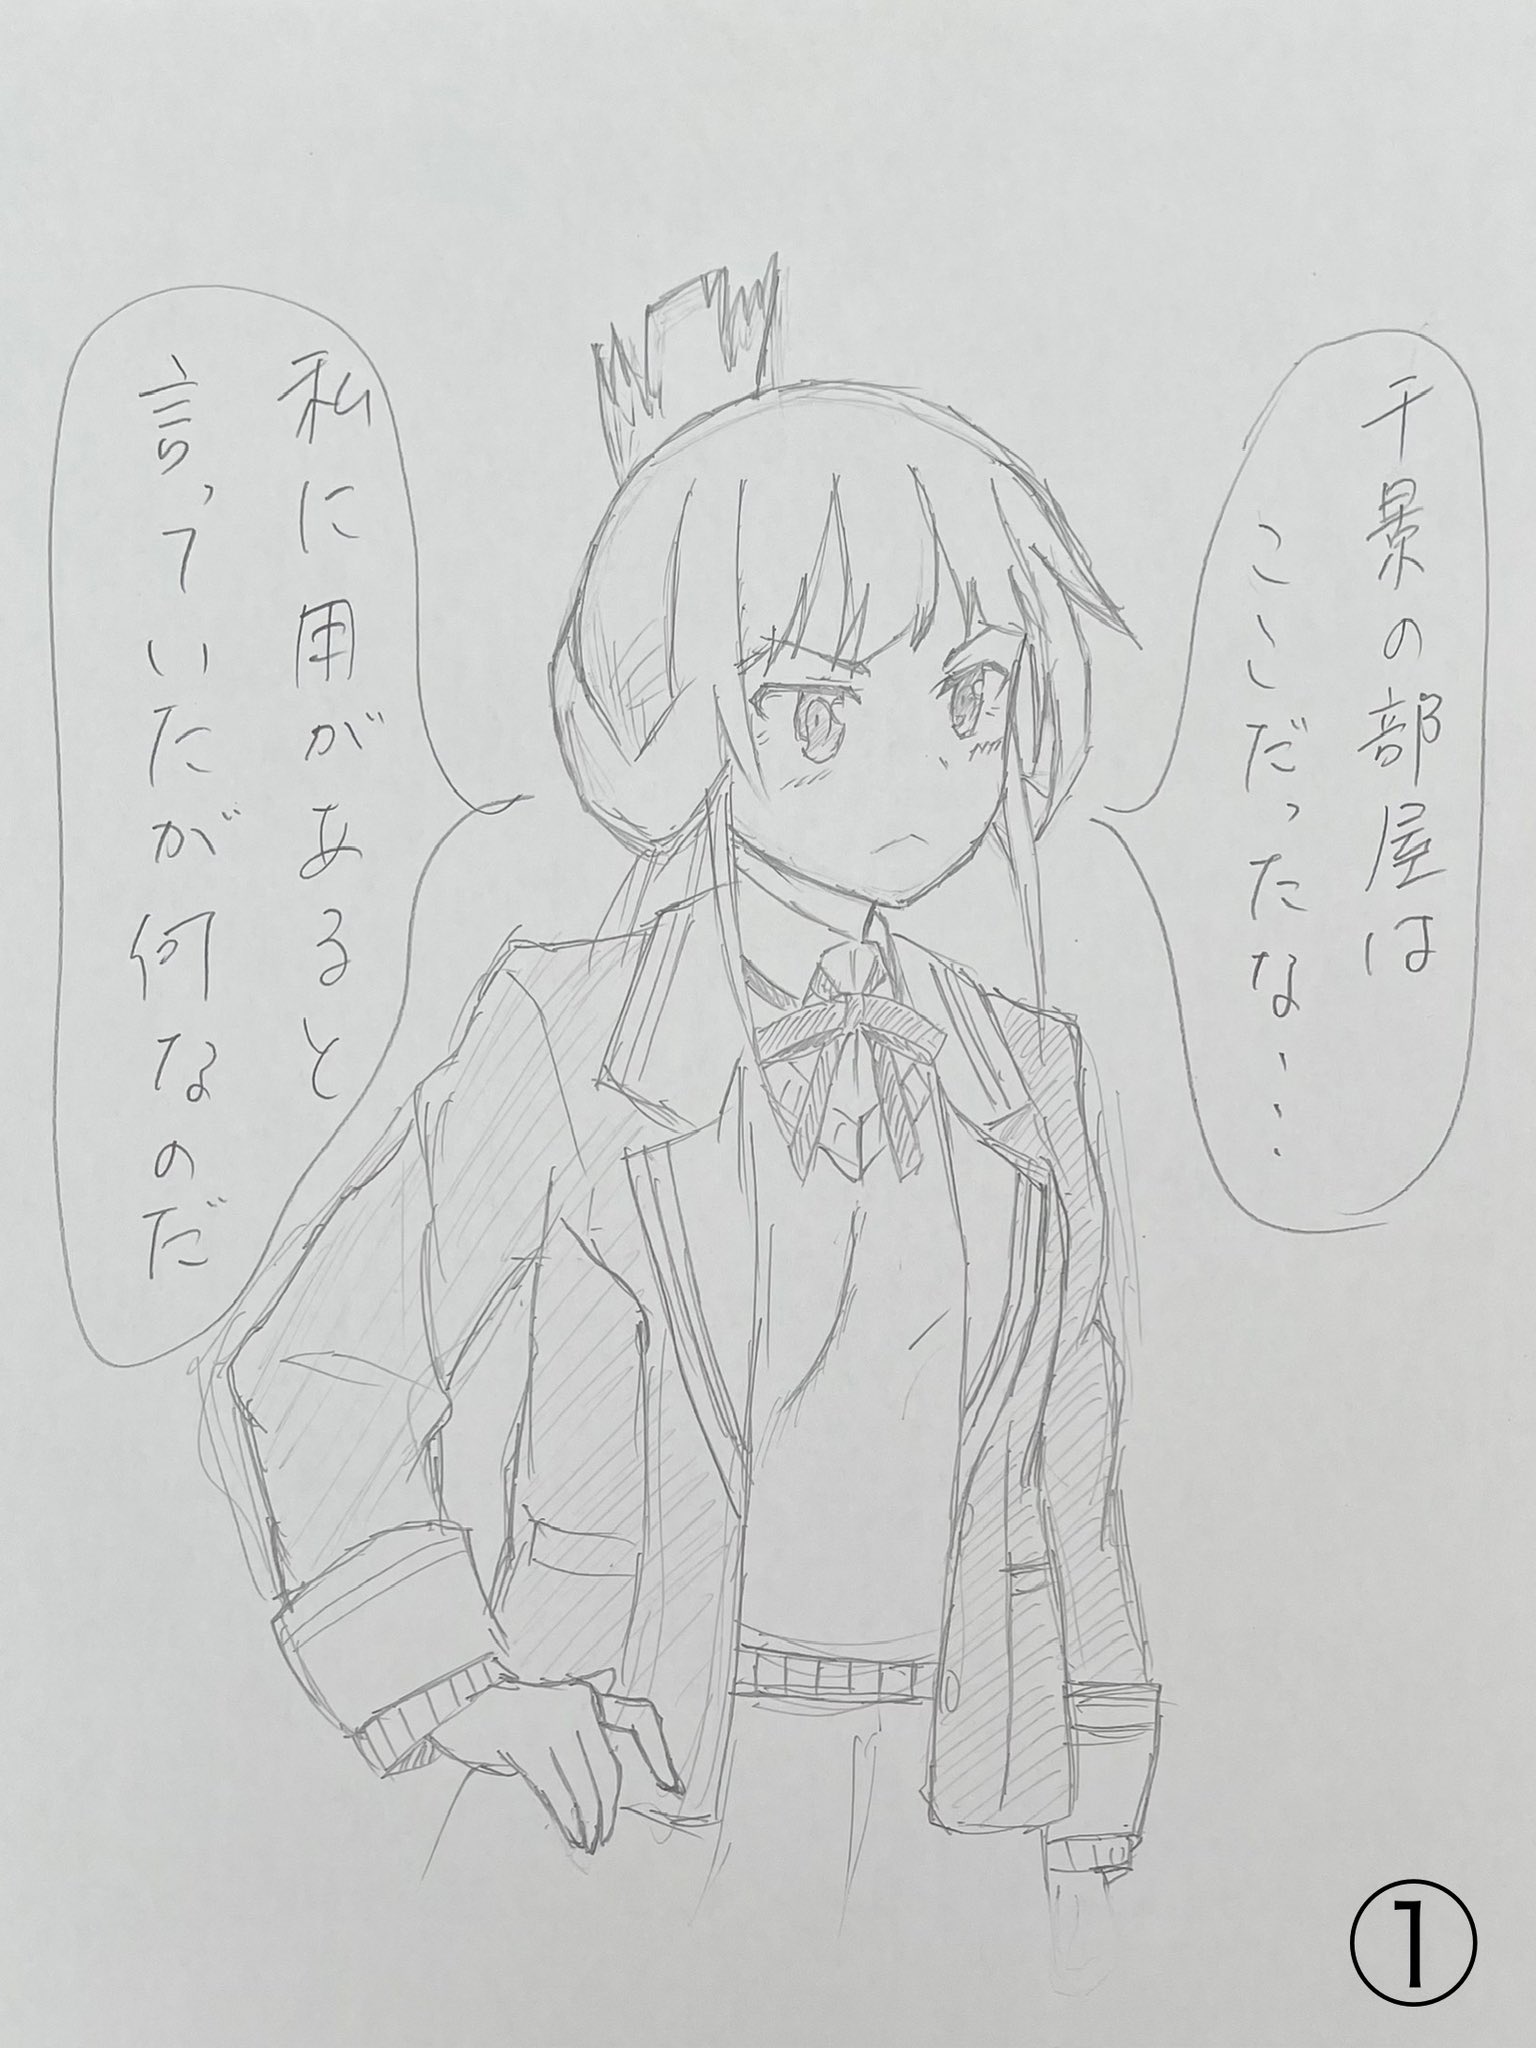 千景の部屋は
ここだったな・・・
私に用があると
言っていたが何なのだ
①